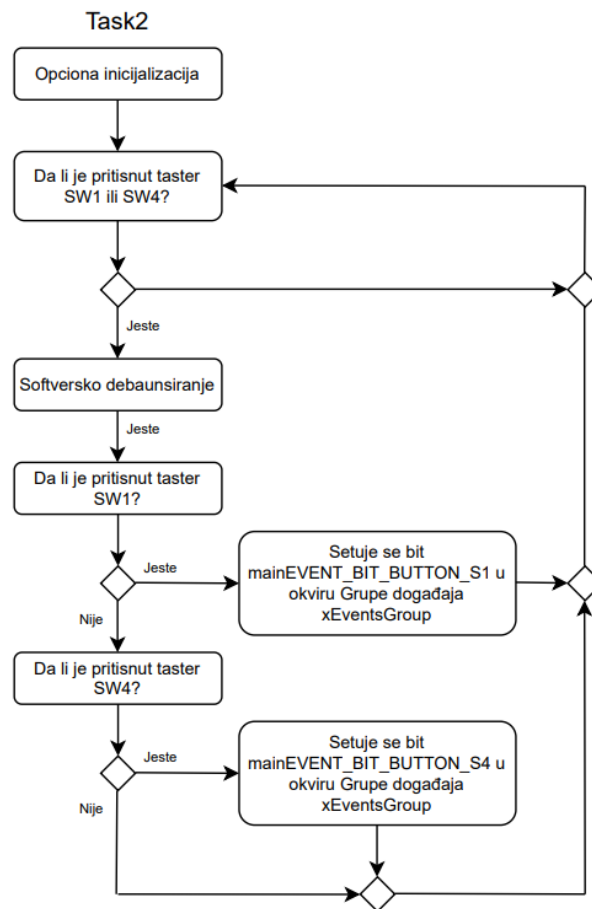 Task2
Opciona inicijalizacija
Da li je pritisnut taster
SW1 ili SW4?
Jeste
Softversko debaunsiranje
Jeste
Da li je pritisnut taster
SW1?
Jeste
Setuje se bit
mainEVENT_BIT_BUTTON_S1 u
okviru Grupe događaja
xEventsGroup
Nije
Da li je pritisnut taster
SW4?
Jeste
Setuje se bit
mainEVENT_BIT_BUTTON_S4 u
okviru Grupe događaja
xEventsGroup
Nije